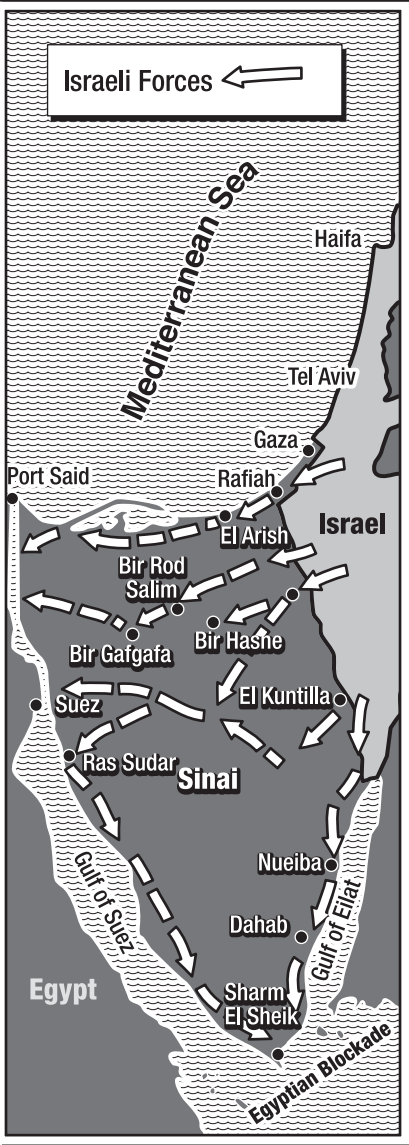 Israeli Forces
Mediterranean Sea
Haifa
Tel Aviv
Gaza
Port Said
Rafiah
El Arish
Israel
Bir Rod
Salim
Bir Hasne
Bir Gafgafa
El Kuntilla
Suez
Ras Sudar
Sinai
Nueiba
Gulf of Suez
Gulf of Eilat
Dahab
Egypt
Sharm
El Sheik
Egyptian Blockade